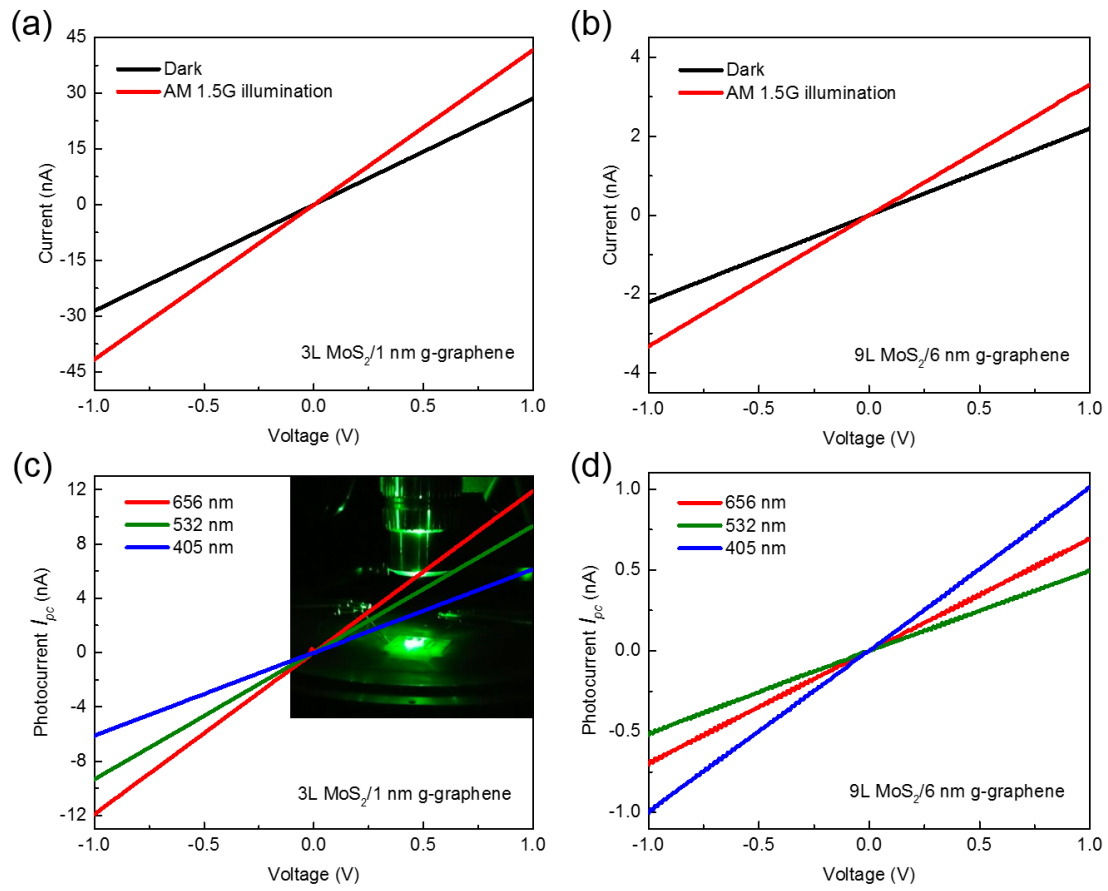 (a)
45
30
15
0
-15
-30
-45
Current (nA)
Dark
AM 1.5G illumination
3L MoS₂/1 nm g-graphene
-1.0 -0.5 0.0 0.5 1.0
Voltage (V)
(b)
4
2
0
-2
-4
Current (nA)
Dark
AM 1.5G illumination
9L MoS₂/6 nm g-graphene
-1.0 -0.5 0.0 0.5 1.0
Voltage (V)
(c)
12
8
4
0
-4
-8
-12
Photocurrent Ipc (nA)
656 nm
532 nm
405 nm
3L MoS₂/1 nm g-graphene
-1.0 -0.5 0.0 0.5 1.0
Voltage (V)
(d)
1.0
0.5
0.0
-0.5
-1.0
Photocurrent Ipc (nA)
656 nm
532 nm
405 nm
9L MoS₂/6 nm g-graphene
-1.0 -0.5 0.0 0.5 1.0
Voltage (V)